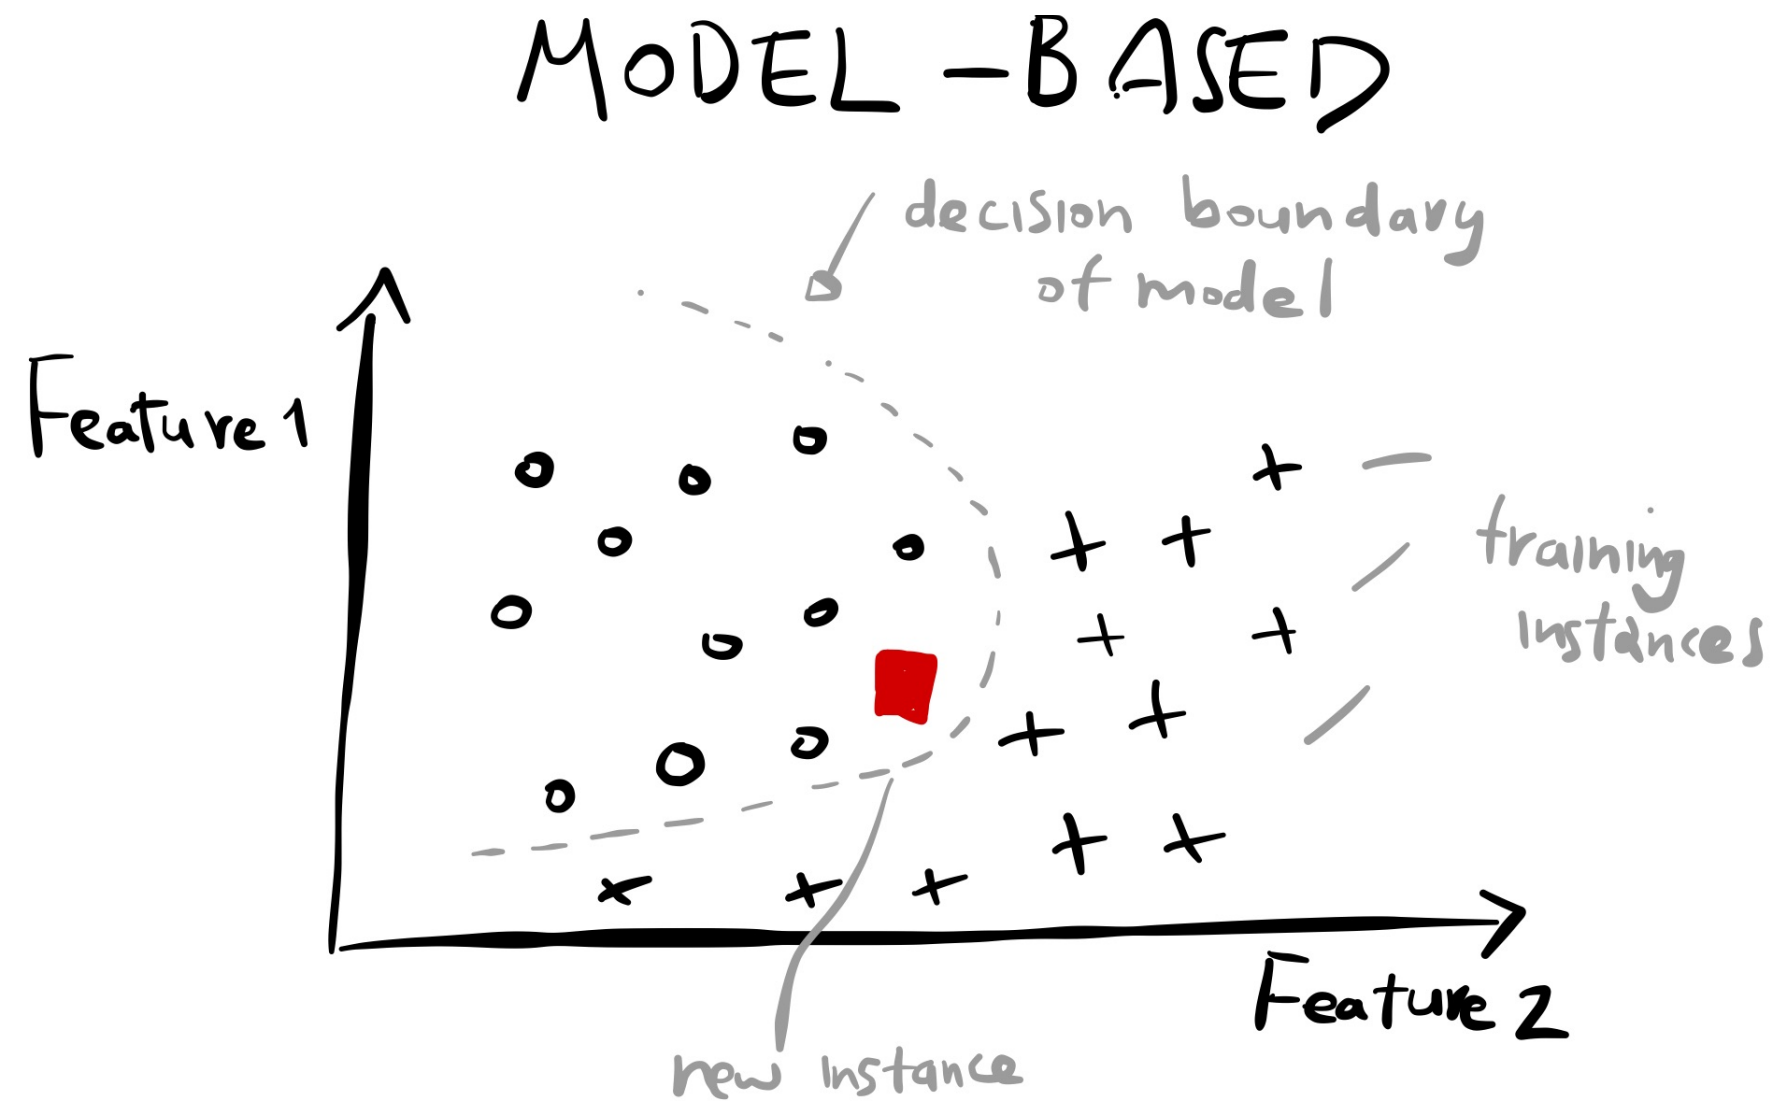 MODEL-BASED
decision boundary
of model
Feature 1
training
instances
Feature 2
new instance